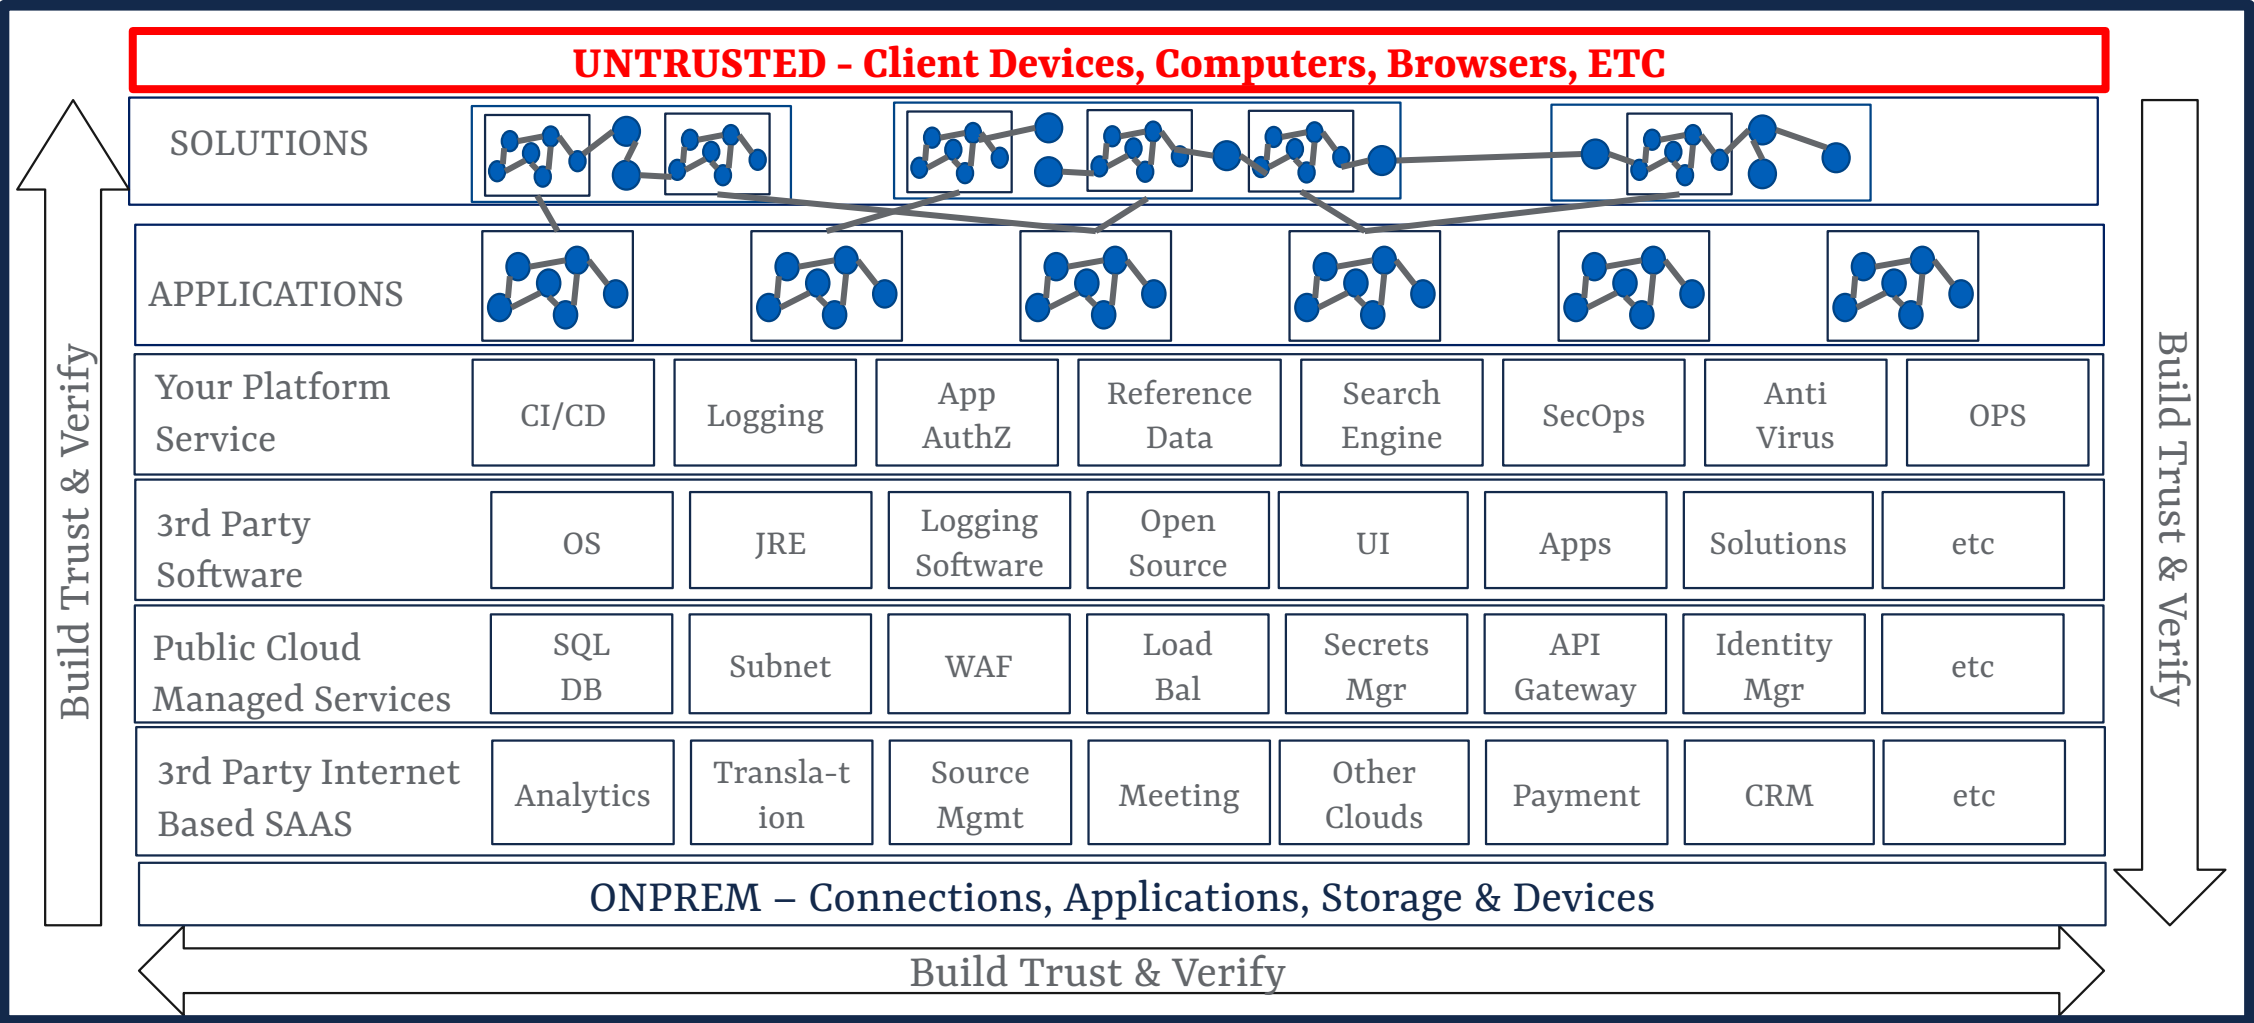 UNTRUSTED - Client Devices, Computers, Browsers, ETC
SOLUTIONS
APPLICATIONS
Your Platform
Service
CI/CD
Logging
App
AuthZ
Reference
Data
Search
Engine
SecOps
Anti
Virus
OPS
3rd Party
Software
OS
JRE
Logging
Software
Open
Source
UI
Apps
Solutions
etc
Public Cloud
Managed Services
SQL
DB
Subnet
WAF
Load
Bal
Secrets
Mgr
API
Gateway
Identity
Mgr
etc
3rd Party Internet
Based SAAS
Analytics
Transla-t
ion
Source
Mgmt
Meeting
Other
Clouds
Payment
CRM
etc
ONPREM – Connections, Applications, Storage & Devices
Build Trust & Verify
Build Trust & Verify
Build Trust & Verify